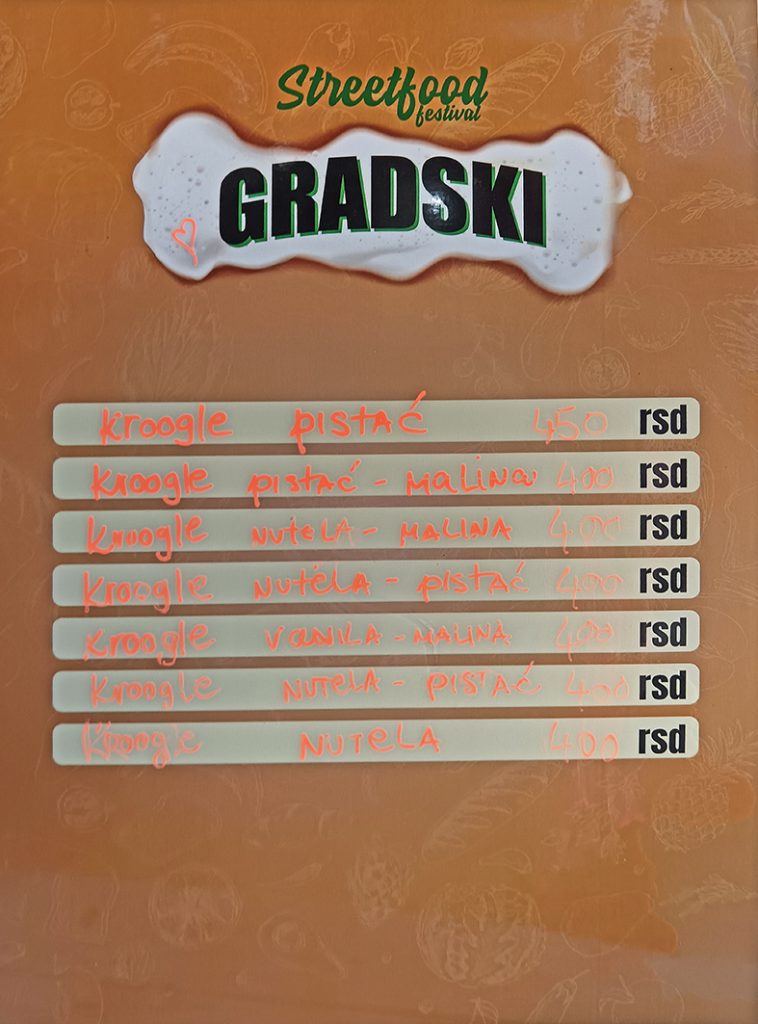 Streetfood
festival
GRADSKI
Kroogle PISTAĆ 450 rsd
Kroogle PISTAĆ - MALINA 400 rsd
Kroogle NUTELA - MALINA 400 rsd
Kroogle NUTELA - PISTAĆ 400 rsd
Kroogle VANILA - MALINA 400 rsd
Kroogle NUTELA - PISTAĆ 400 rsd
Kroogle NUTELA 400 rsd